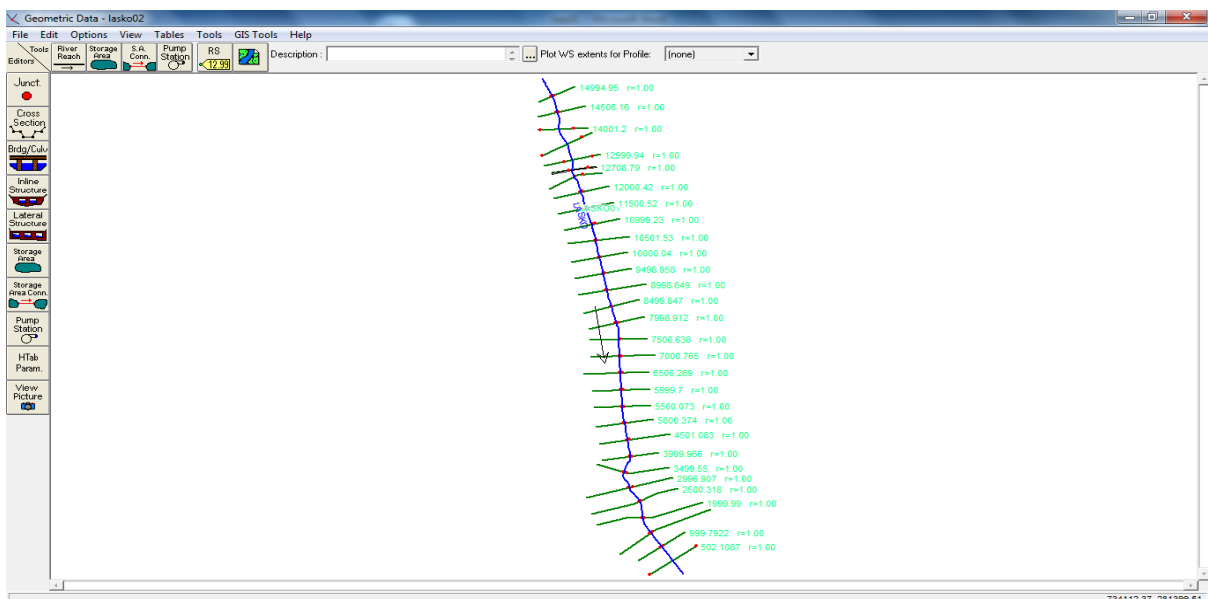 Geometric Data - lasko02
File Edit Options View Tables Tools GIS Tools Help
Tools
Editors
River Reach
Storage Area
S.A. Conn.
Pump Station
RS
12.99
Description :
...
Plot WS extents for Profile:
(none)
Junct.
Cross Section
Brdg/Culv
Inline Structure
Lateral Structure
Storage Area
Storage Area Conn.
Pump Station
HTab Param.
View Picture
14994.95 r=1.00
14506.16 r=1.00
14001.2 r=1.00
12999.94 r=1.00
12706.79 r=1.00
12000.42 r=1.00
11500.52 r=1.00
LASKO
10999.23 r=1.00
10501.53 r=1.00
10000.04 r=1.00
9498.958 r=1.00
8998.649 r=1.00
8499.847 r=1.00
7998.912 r=1.00
7500.636 r=1.00
7000.765 r=1.00
6506.269 r=1.00
5999.7 r=1.00
5500.073 r=1.00
5000.374 r=1.00
4501.083 r=1.00
3999.966 r=1.00
3499.55 r=1.00
2998.907 r=1.00
2500.318 r=1.00
1999.99 r=1.00
999.7922 r=1.00
502.1087 r=1.00